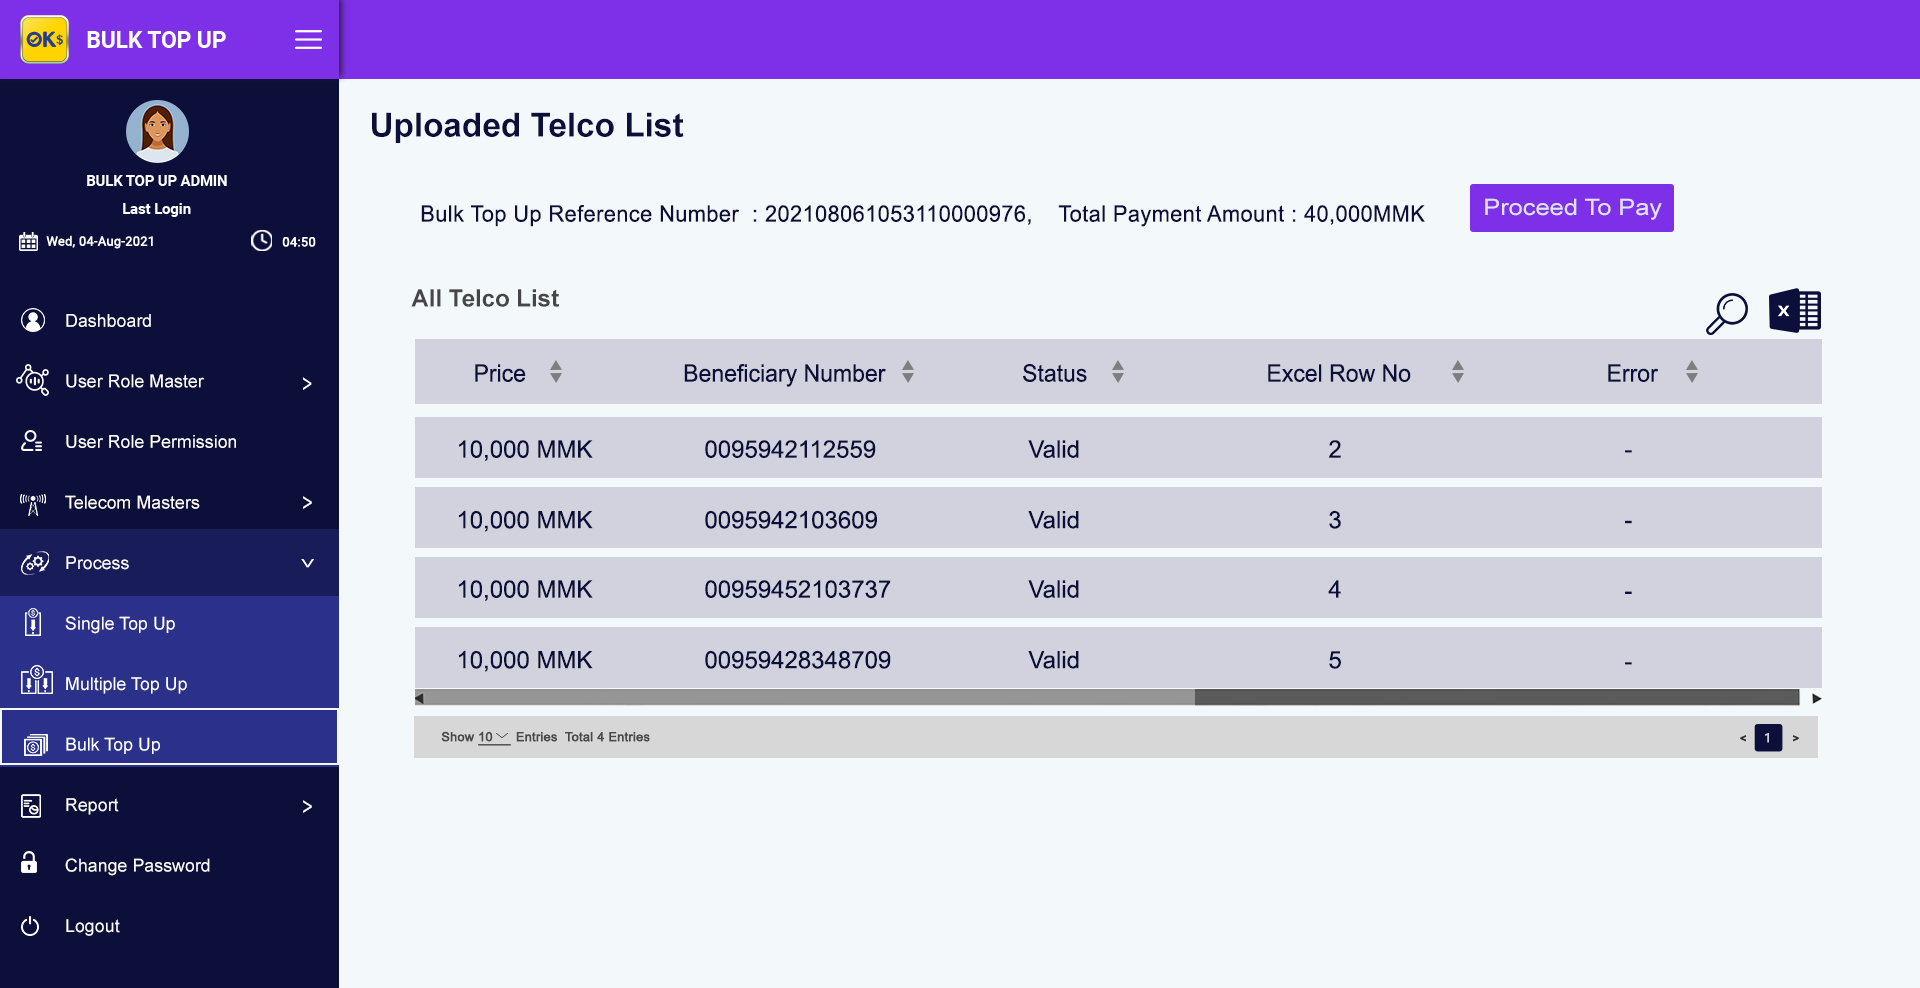 OK$ BULK TOP UP
BULK TOP UP ADMIN
Last Login
Wed, 04-Aug-2021 04:50
Dashboard
User Role Master >
User Role Permission
Telecom Masters >
Process
Single Top Up
Multiple Top Up
Bulk Top Up
Report >
Change Password
Logout
Uploaded Telco List
Bulk Top Up Reference Number : 202108061053110000976, Total Payment Amount : 40,000MMK Proceed To Pay
All Telco List
X
Price Beneficiary Number Status Excel Row No Error
10,000 MMK 0095942112559 Valid 2 -
10,000 MMK 0095942103609 Valid 3 -
10,000 MMK 00959452103737 Valid 4 -
10,000 MMK 00959428348709 Valid 5 -
Show 10 Entries Total 4 Entries < 1 >